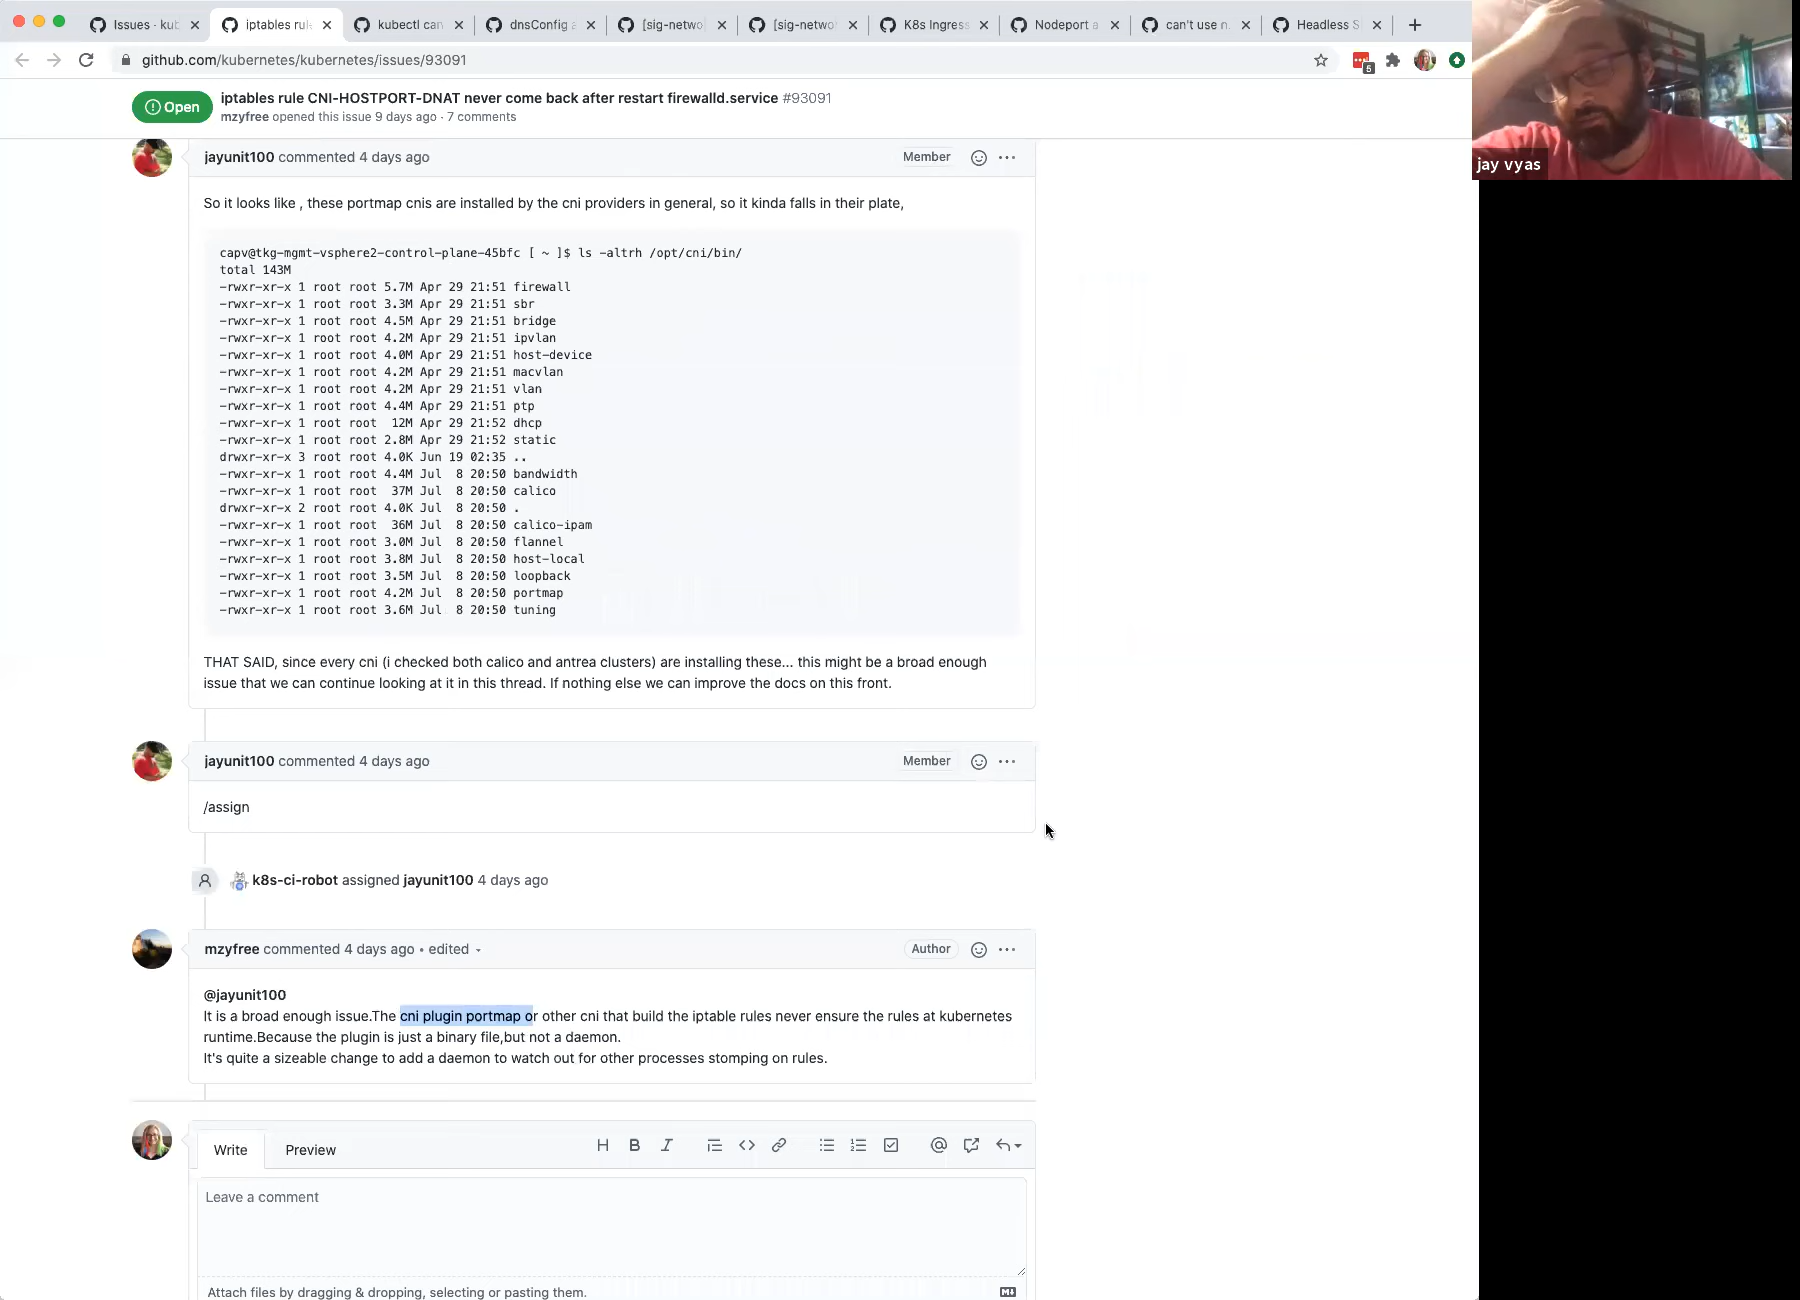 Issues · kub
iptables rul
kubectl can
dnsConfig a
[sig-netwo
[sig-netwo
K8s Ingress
Nodeport a
can't use n
Headless S
github.com/kubernetes/kubernetes/issues/93091
6
Open
iptables rule CNI-HOSTPORT-DNAT never come back after restart firewalld.service #93091
mzyfree opened this issue 9 days ago · 7 comments
jay vyas
jayunit100 commented 4 days ago
Member
So it looks like , these portmap cnis are installed by the cni providers in general, so it kinda falls in their plate,
capv@tkg-mgmt-vsphere2-control-plane-45bfc [ ~ ]$ ls -altrh /opt/cni/bin/
total 143M
-rwxr-xr-x 1 root root 5.7M Apr 29 21:51 firewall
-rwxr-xr-x 1 root root 3.3M Apr 29 21:51 sbr
-rwxr-xr-x 1 root root 4.5M Apr 29 21:51 bridge
-rwxr-xr-x 1 root root 4.2M Apr 29 21:51 ipvlan
-rwxr-xr-x 1 root root 4.0M Apr 29 21:51 host-device
-rwxr-xr-x 1 root root 4.2M Apr 29 21:51 macvlan
-rwxr-xr-x 1 root root 4.2M Apr 29 21:51 vlan
-rwxr-xr-x 1 root root 4.4M Apr 29 21:51 ptp
-rwxr-xr-x 1 root root  12M Apr 29 21:52 dhcp
-rwxr-xr-x 1 root root 2.8M Apr 29 21:52 static
drwxr-xr-x 3 root root 4.0K Jun 19 02:35 ..
-rwxr-xr-x 1 root root 4.4M Jul  8 20:50 bandwidth
-rwxr-xr-x 1 root root  37M Jul  8 20:50 calico
drwxr-xr-x 2 root root 4.0K Jul  8 20:50 .
-rwxr-xr-x 1 root root  36M Jul  8 20:50 calico-ipam
-rwxr-xr-x 1 root root 3.0M Jul  8 20:50 flannel
-rwxr-xr-x 1 root root 3.8M Jul  8 20:50 host-local
-rwxr-xr-x 1 root root 3.5M Jul  8 20:50 loopback
-rwxr-xr-x 1 root root 4.2M Jul  8 20:50 portmap
-rwxr-xr-x 1 root root 3.6M Jul  8 20:50 tuning
THAT SAID, since every cni (i checked both calico and antrea clusters) are installing these... this might be a broad enough
issue that we can continue looking at it in this thread. If nothing else we can improve the docs on this front.
jayunit100 commented 4 days ago
Member
/assign
k8s-ci-robot assigned jayunit100 4 days ago
mzyfree commented 4 days ago • edited
Author
@jayunit100
It is a broad enough issue.The cni plugin portmap or other cni that build the iptable rules never ensure the rules at kubernetes
runtime.Because the plugin is just a binary file,but not a daemon.
It's quite a sizeable change to add a daemon to watch out for other processes stomping on rules.
Write
Preview
Leave a comment
Attach files by dragging & dropping, selecting or pasting them.